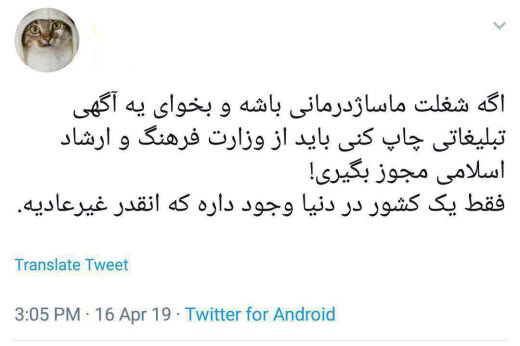 اگه شغلت ماساژدرمانی باشه و بخوای یه آگهی
تبلیغاتی چاپ کنی باید از وزارت فرهنگ و ارشاد
اسلامی مجوز بگیری!
فقط یک کشور در دنیا وجود داره که انقدر غیرعادیه.
Translate Tweet
3:05 PM · 16 Apr 19 · Twitter for Android